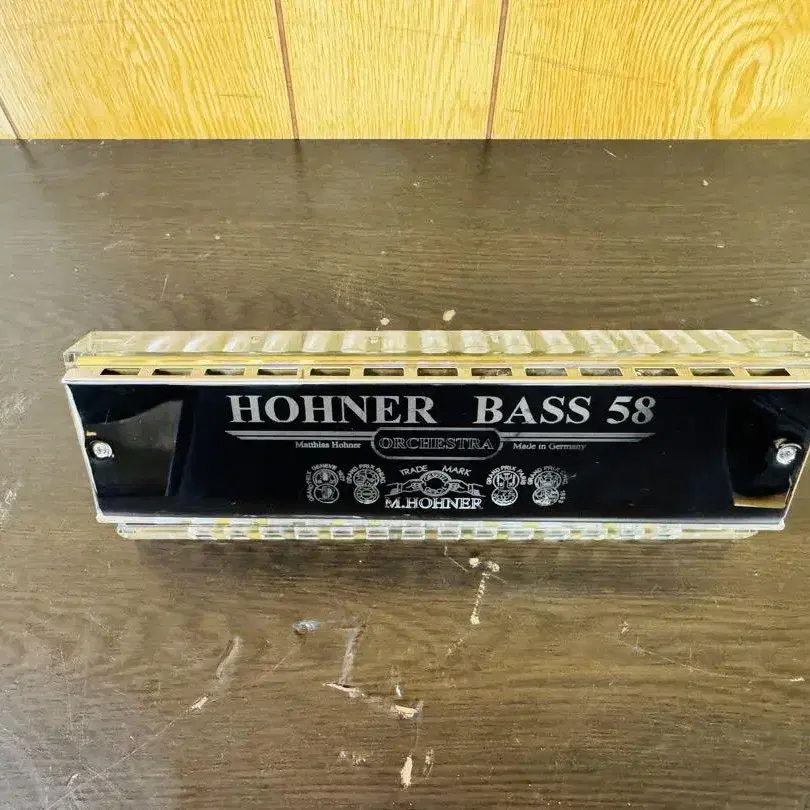 HOHNER BASS 58
Matthias Hohner ORCHESTRA Made in Germany
TRADE MARK
M.HOHNER